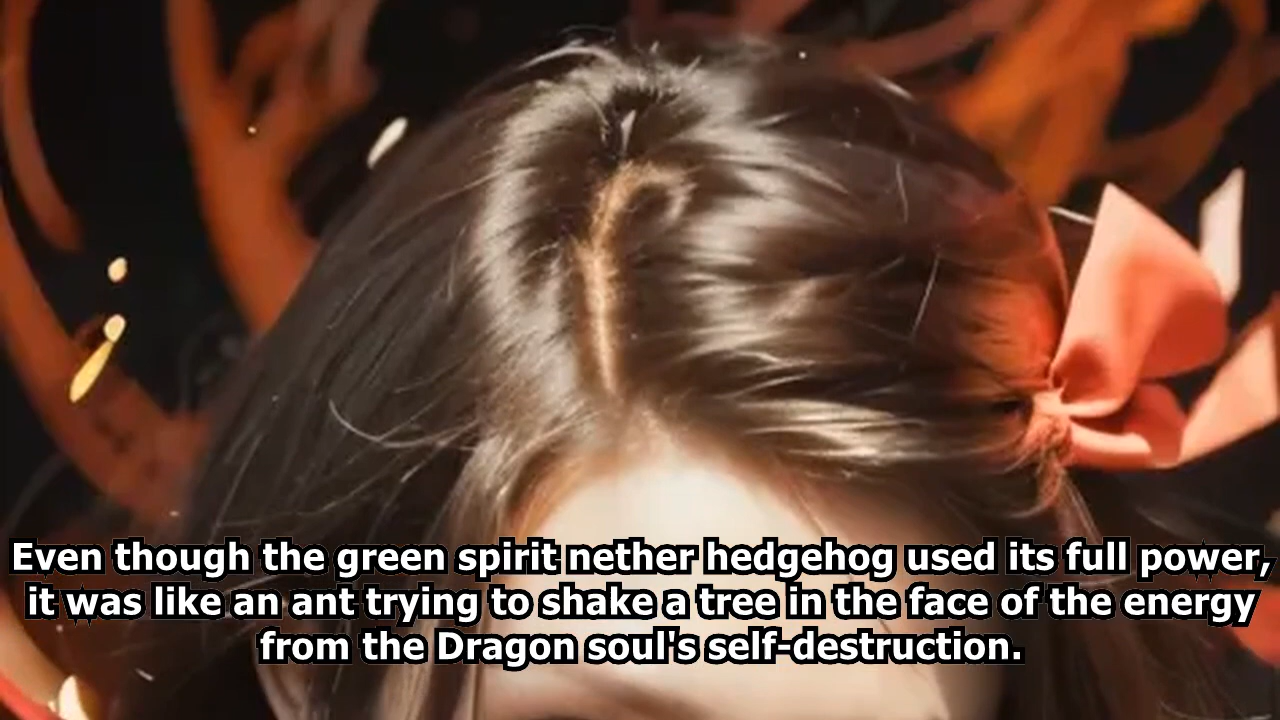 Even though the green spirit nether hedgehog used its full power,
it was like an ant trying to shake a tree in the face of the energy
from the Dragon soul's self-destruction.